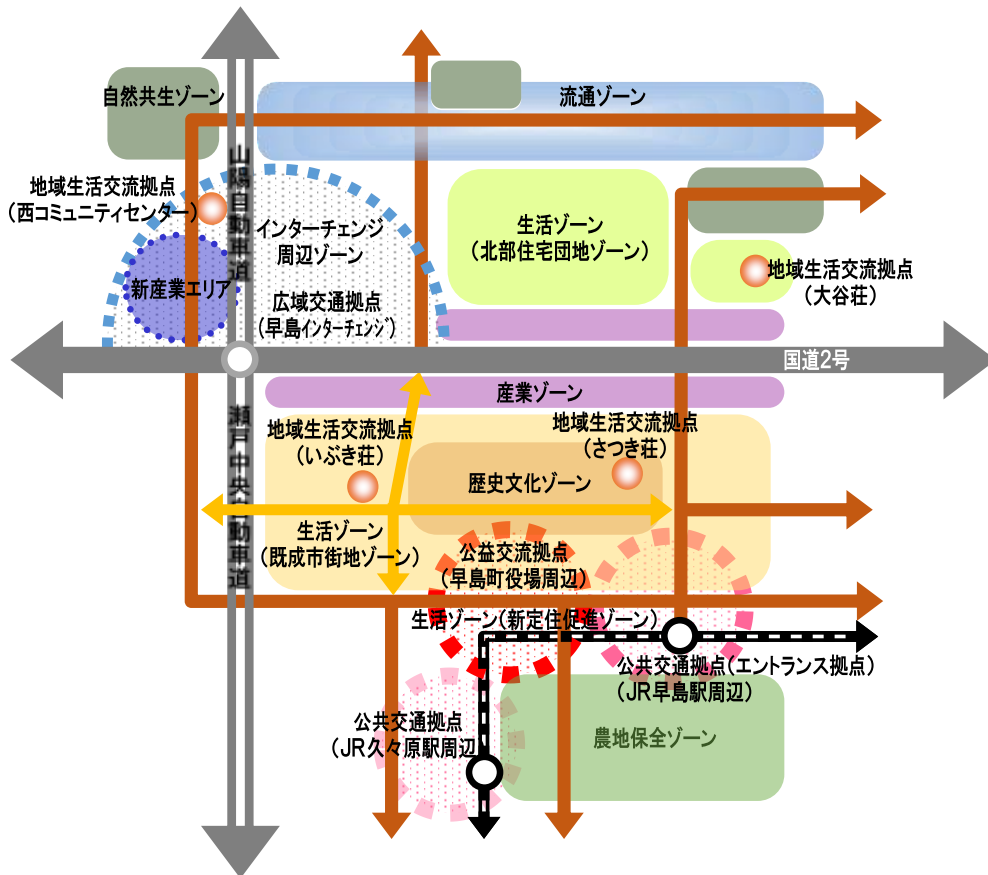 自然共生ゾーン
流通ゾーン
山陽自動車道
地域生活交流拠点
（西コミュニティセンター）
インターチェンジ
周辺ゾーン
生活ゾーン
（北部住宅団地ゾーン）
地域生活交流拠点
（大谷荘）
新産業エリア
広域交通拠点
（早島インターチェンジ）
国道2号
産業ゾーン
瀬戸中央自動車道
地域生活交流拠点
（いぶき荘）
地域生活交流拠点
（さつき荘）
歴史文化ゾーン
生活ゾーン
（既成市街地ゾーン）
公益交流拠点
（早島町役場周辺）
生活ゾーン（新定住促進ゾーン）
公共交通拠点（エントランス拠点）
（JR早島駅周辺）
公共交通拠点
（JR久々原駅周辺）
農地保全ゾーン